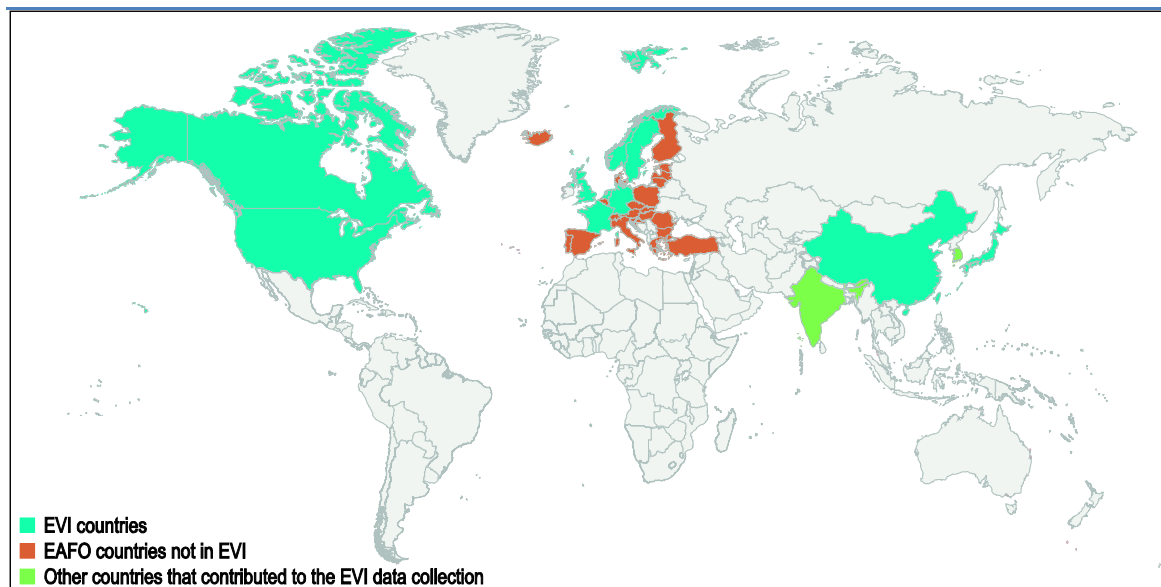 EVI countries
EAFO countries not in EVI
Other countries that contributed to the EVI data collection